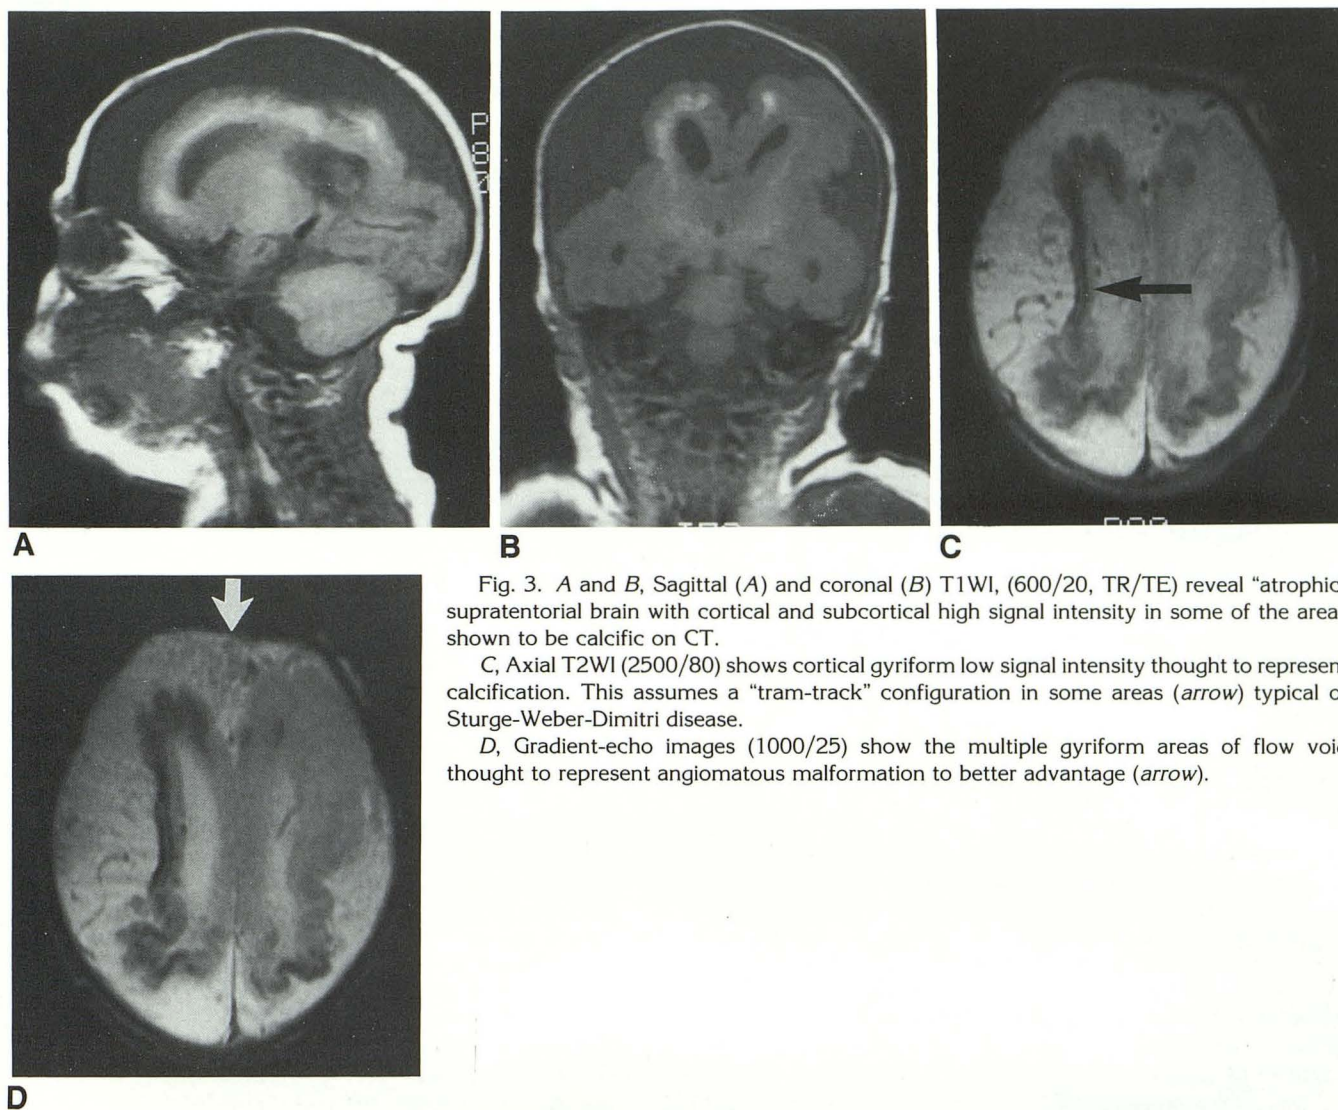 P
8
0
A
B
C
Fig. 3. A and B, Sagittal (A) and coronal (B) T1WI, (600/20, TR/TE) reveal "atrophic
supratentorial brain with cortical and subcortical high signal intensity in some of the area
shown to be calcific on CT.
C, Axial T2WI (2500/80) shows cortical gyriform low signal intensity thought to represen
calcification. This assumes a "tram-track" configuration in some areas (arrow) typical o
Sturge-Weber-Dimitri disease.
D, Gradient-echo images (1000/25) show the multiple gyriform areas of flow voic
thought to represent angiomatous malformation to better advantage (arrow).
D